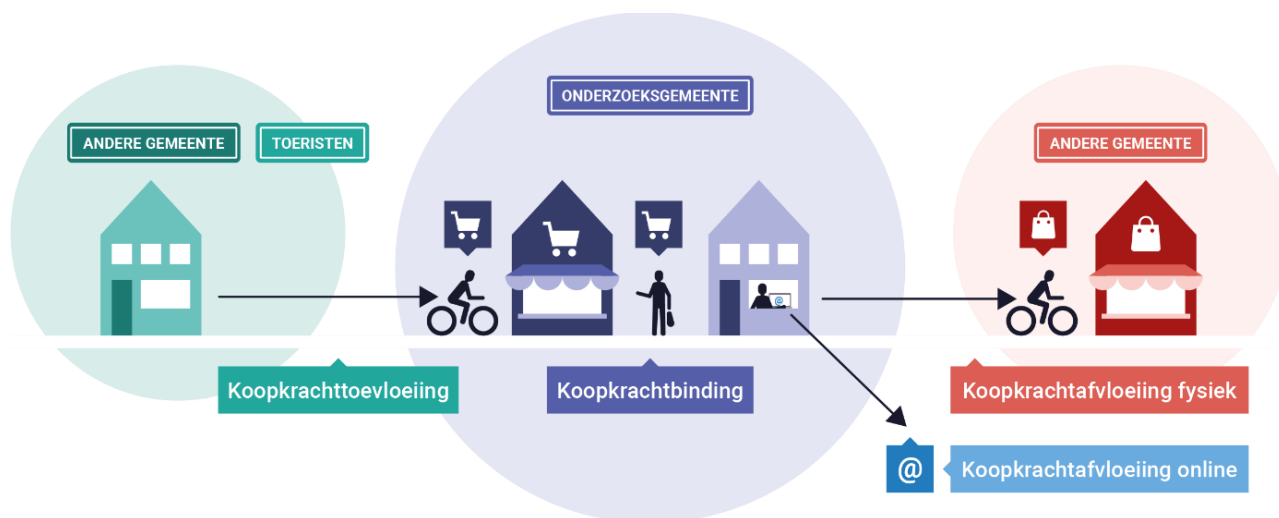 ONDERZOEKSGEMEENTE
ANDERE GEMEENTE
TOERISTEN
ANDERE GEMEENTE
@
Koopkrachttoevloeiing
Koopkrachtbinding
Koopkrachtafvloeiing fysiek
@
Koopkrachtafvloeiing online